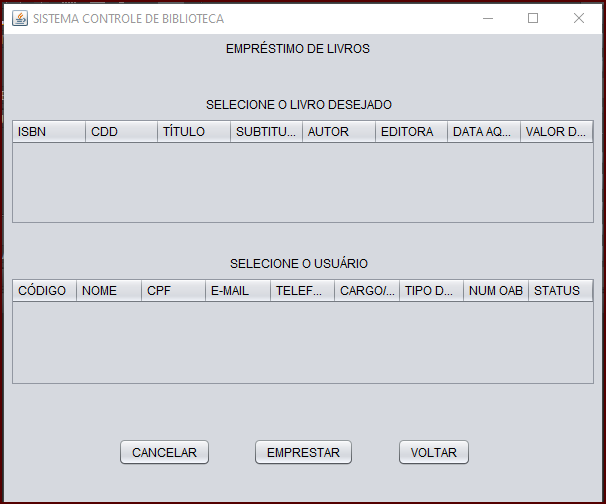 SISTEMA CONTROLE DE BIBLIOTECA
EMPRÉSTIMO DE LIVROS
SELECIONE O LIVRO DESEJADO
ISBN CDD TÍTULO SUBTITU... AUTOR EDITORA DATA AQ... VALOR D...
SELECIONE O USUÁRIO
CÓDIGO NOME CPF E-MAIL TELEF... CARGO/... TIPO D... NUM OAB STATUS
CANCELAR EMPRESTAR VOLTAR